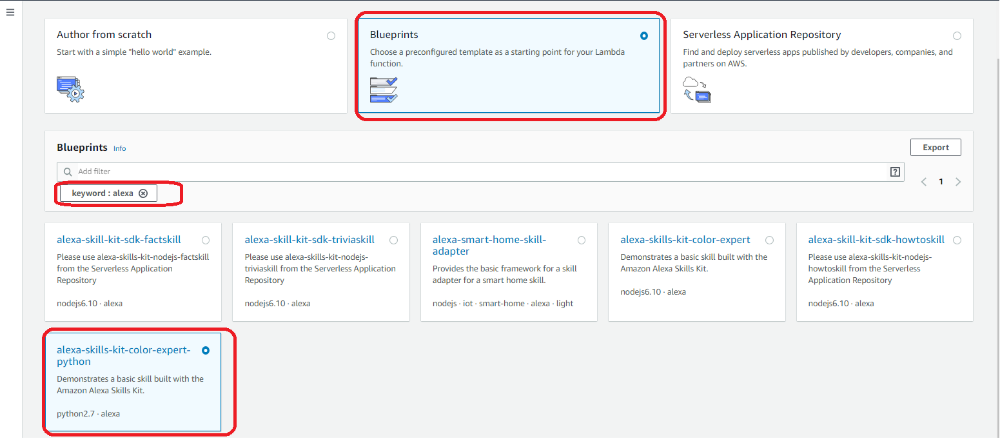 Author from scratch
Start with a simple "hello world" example.
Blueprints
Choose a preconfigured template as a starting point for your Lambda
function.
Serverless Application Repository
Find and deploy serverless apps published by developers, companies, and
partners on AWS.
Blueprints Info
Export
Add filter
?
keyword : alexa
1
alexa-skill-kit-sdk-factskill
Please use alexa-skills-kit-nodejs-factskill
from the Serverless Application
Repository
nodejs6.10 · alexa
alexa-skill-kit-sdk-triviaskill
Please use alexa-skills-kit-nodejs-
triviaskill from the Serverless Application
Repository
nodejs6.10 · alexa
alexa-smart-home-skill-
adapter
Provides the basic framework for a skill
adapter for a smart home skill.
nodejs · iot · smart-home · alexa · light
alexa-skills-kit-color-expert
Demonstrates a basic skill built with the
Amazon Alexa Skills Kit.
nodejs6.10 · alexa
alexa-skill-kit-sdk-howtoskill
Please use alexa-skills-kit-nodejs-
howtoskill from the Serverless
Application Repository
nodejs6.10 · alexa
alexa-skills-kit-color-expert-
python
Demonstrates a basic skill built with the
Amazon Alexa Skills Kit.
python2.7 · alexa